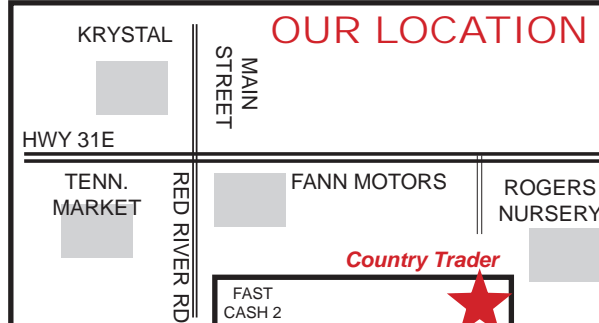 OUR LOCATION
KRYSTAL
MAIN
STREET
HWY 31E
TENN.
MARKET
RED RIVER RD
FANN MOTORS
ROGERS
NURSERY
Country Trader
FAST
CASH 2